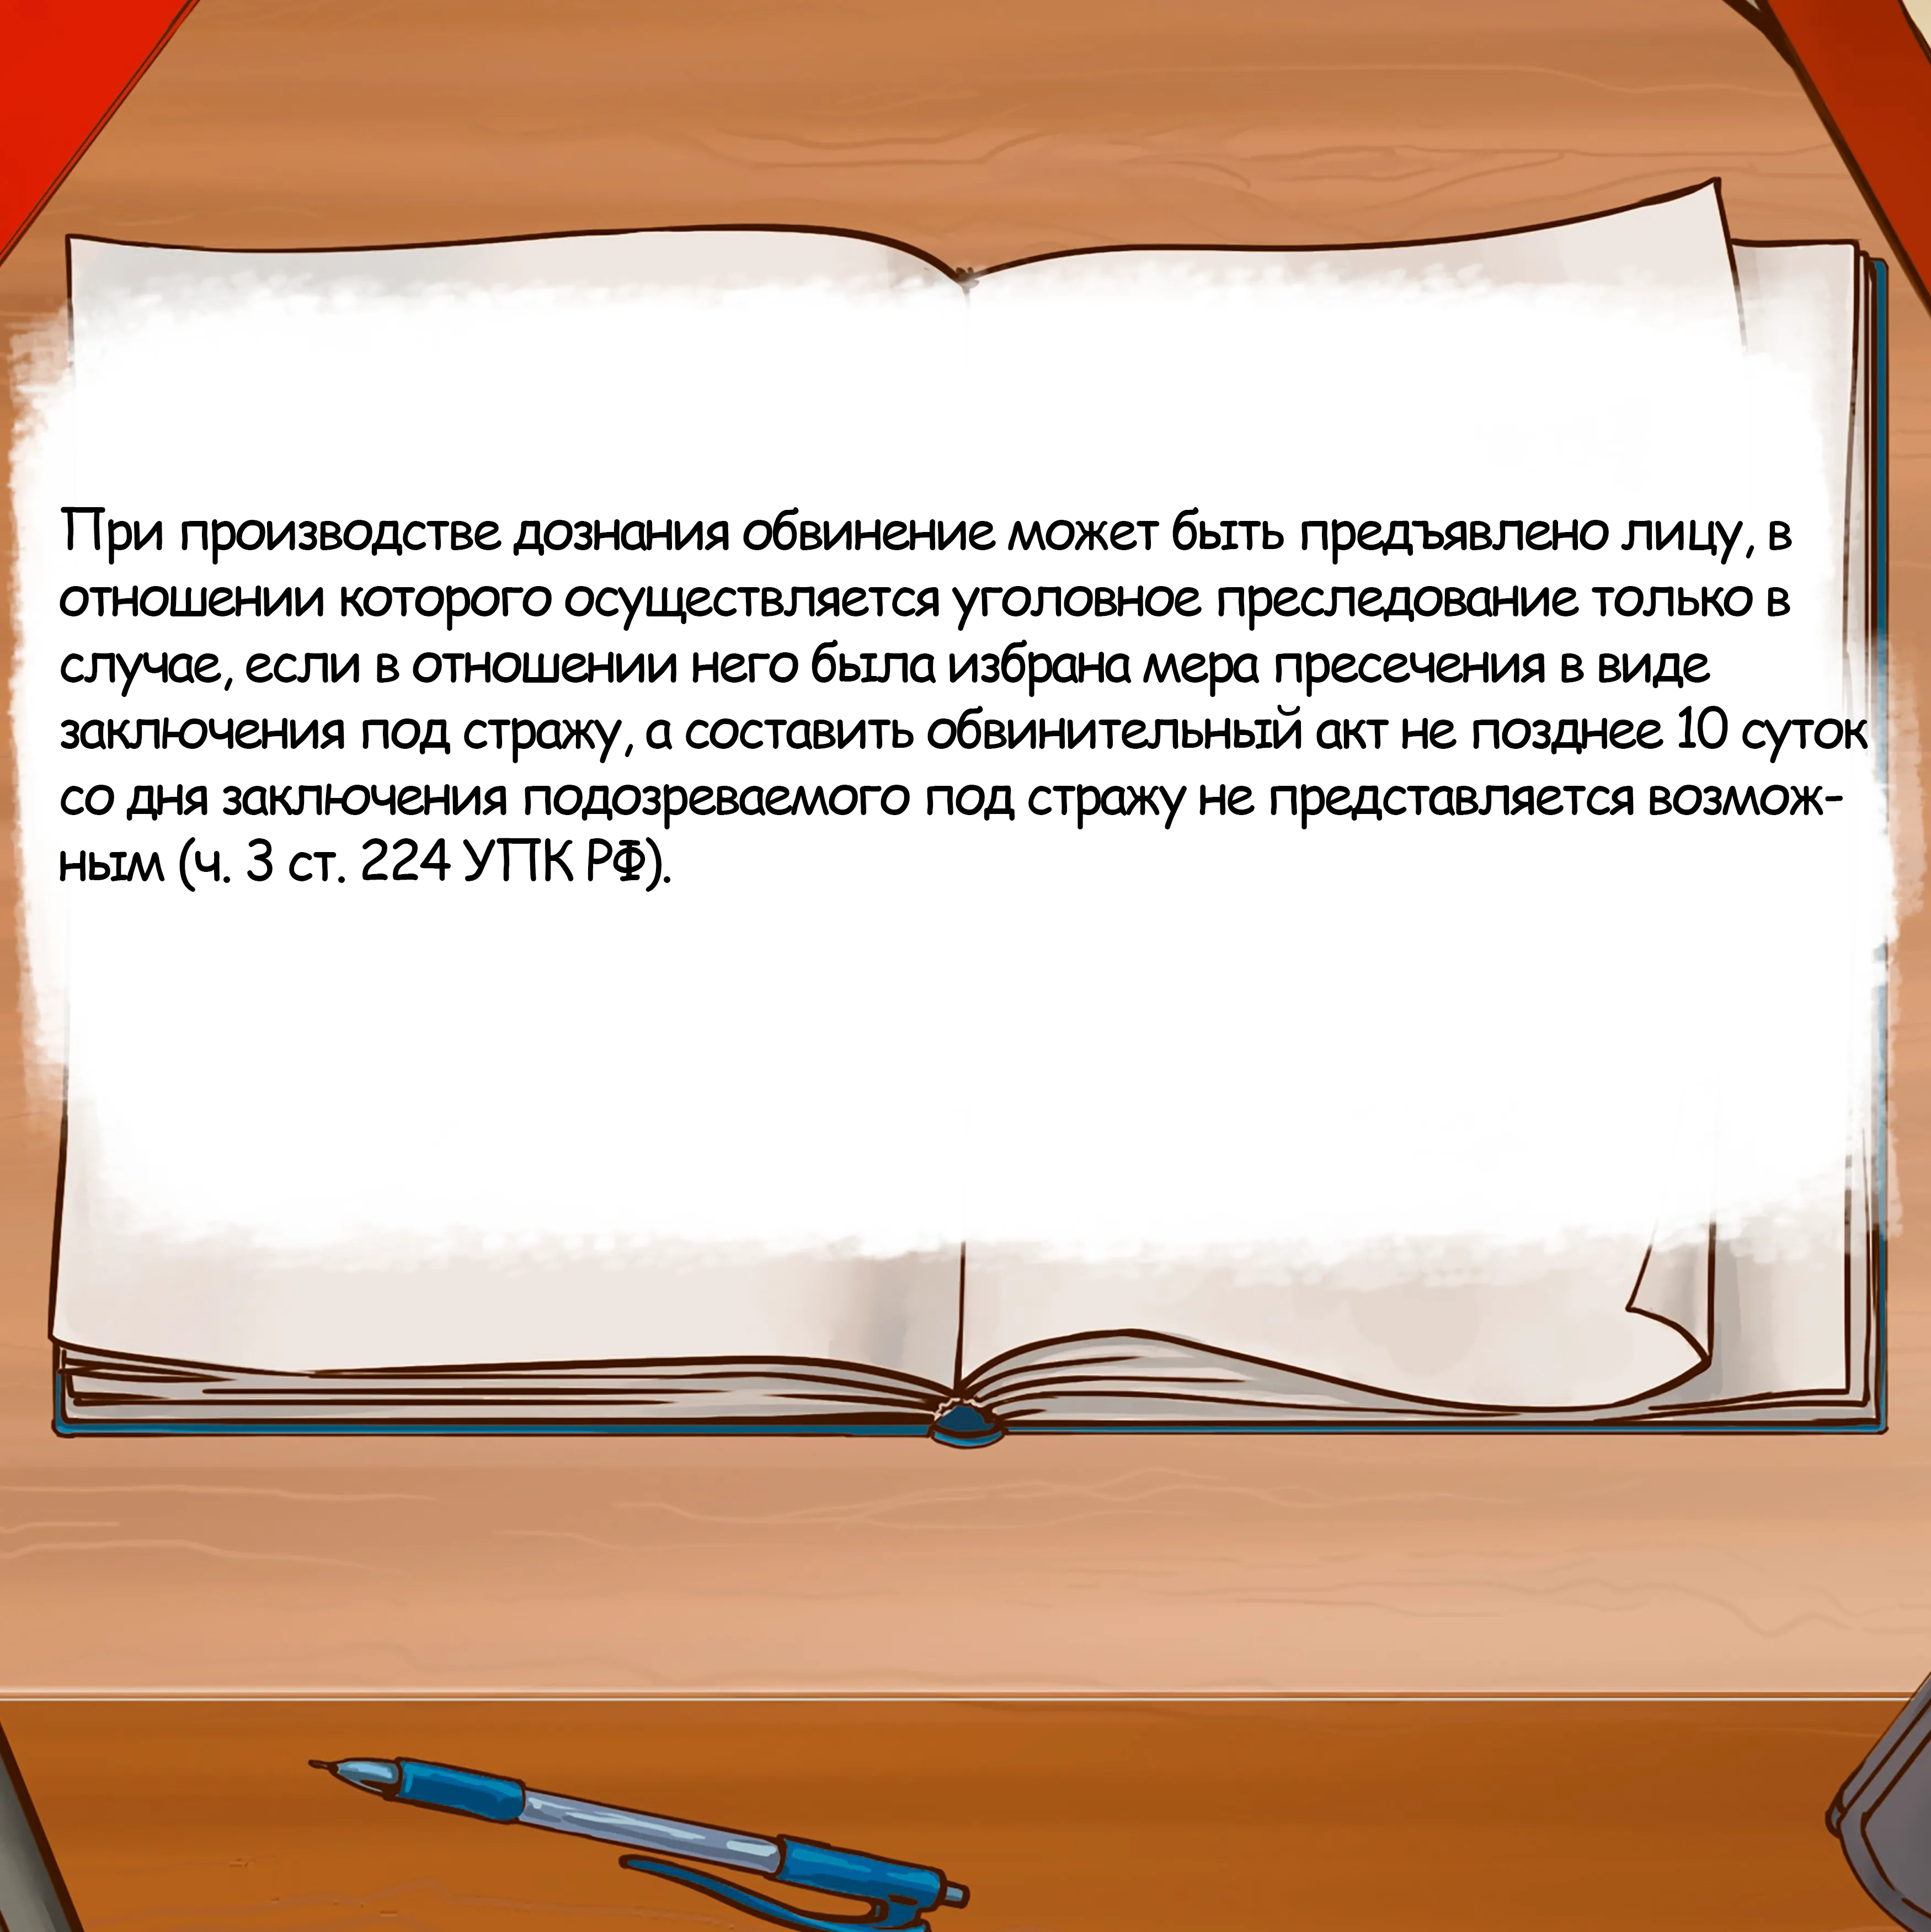 При производстве дознания обвинение может быть предъявлено лицу, в
отношении которого осуществляется уголовное преследование только в
случае, если в отношении него была избрана мера пресечения в виде
заключения под стражу, а составить обвинительный акт не позднее 10 суток
со дня заключения подозреваемого под стражу не представляется возмож-
ным (ч. 3 ст. 224 УПК РФ).